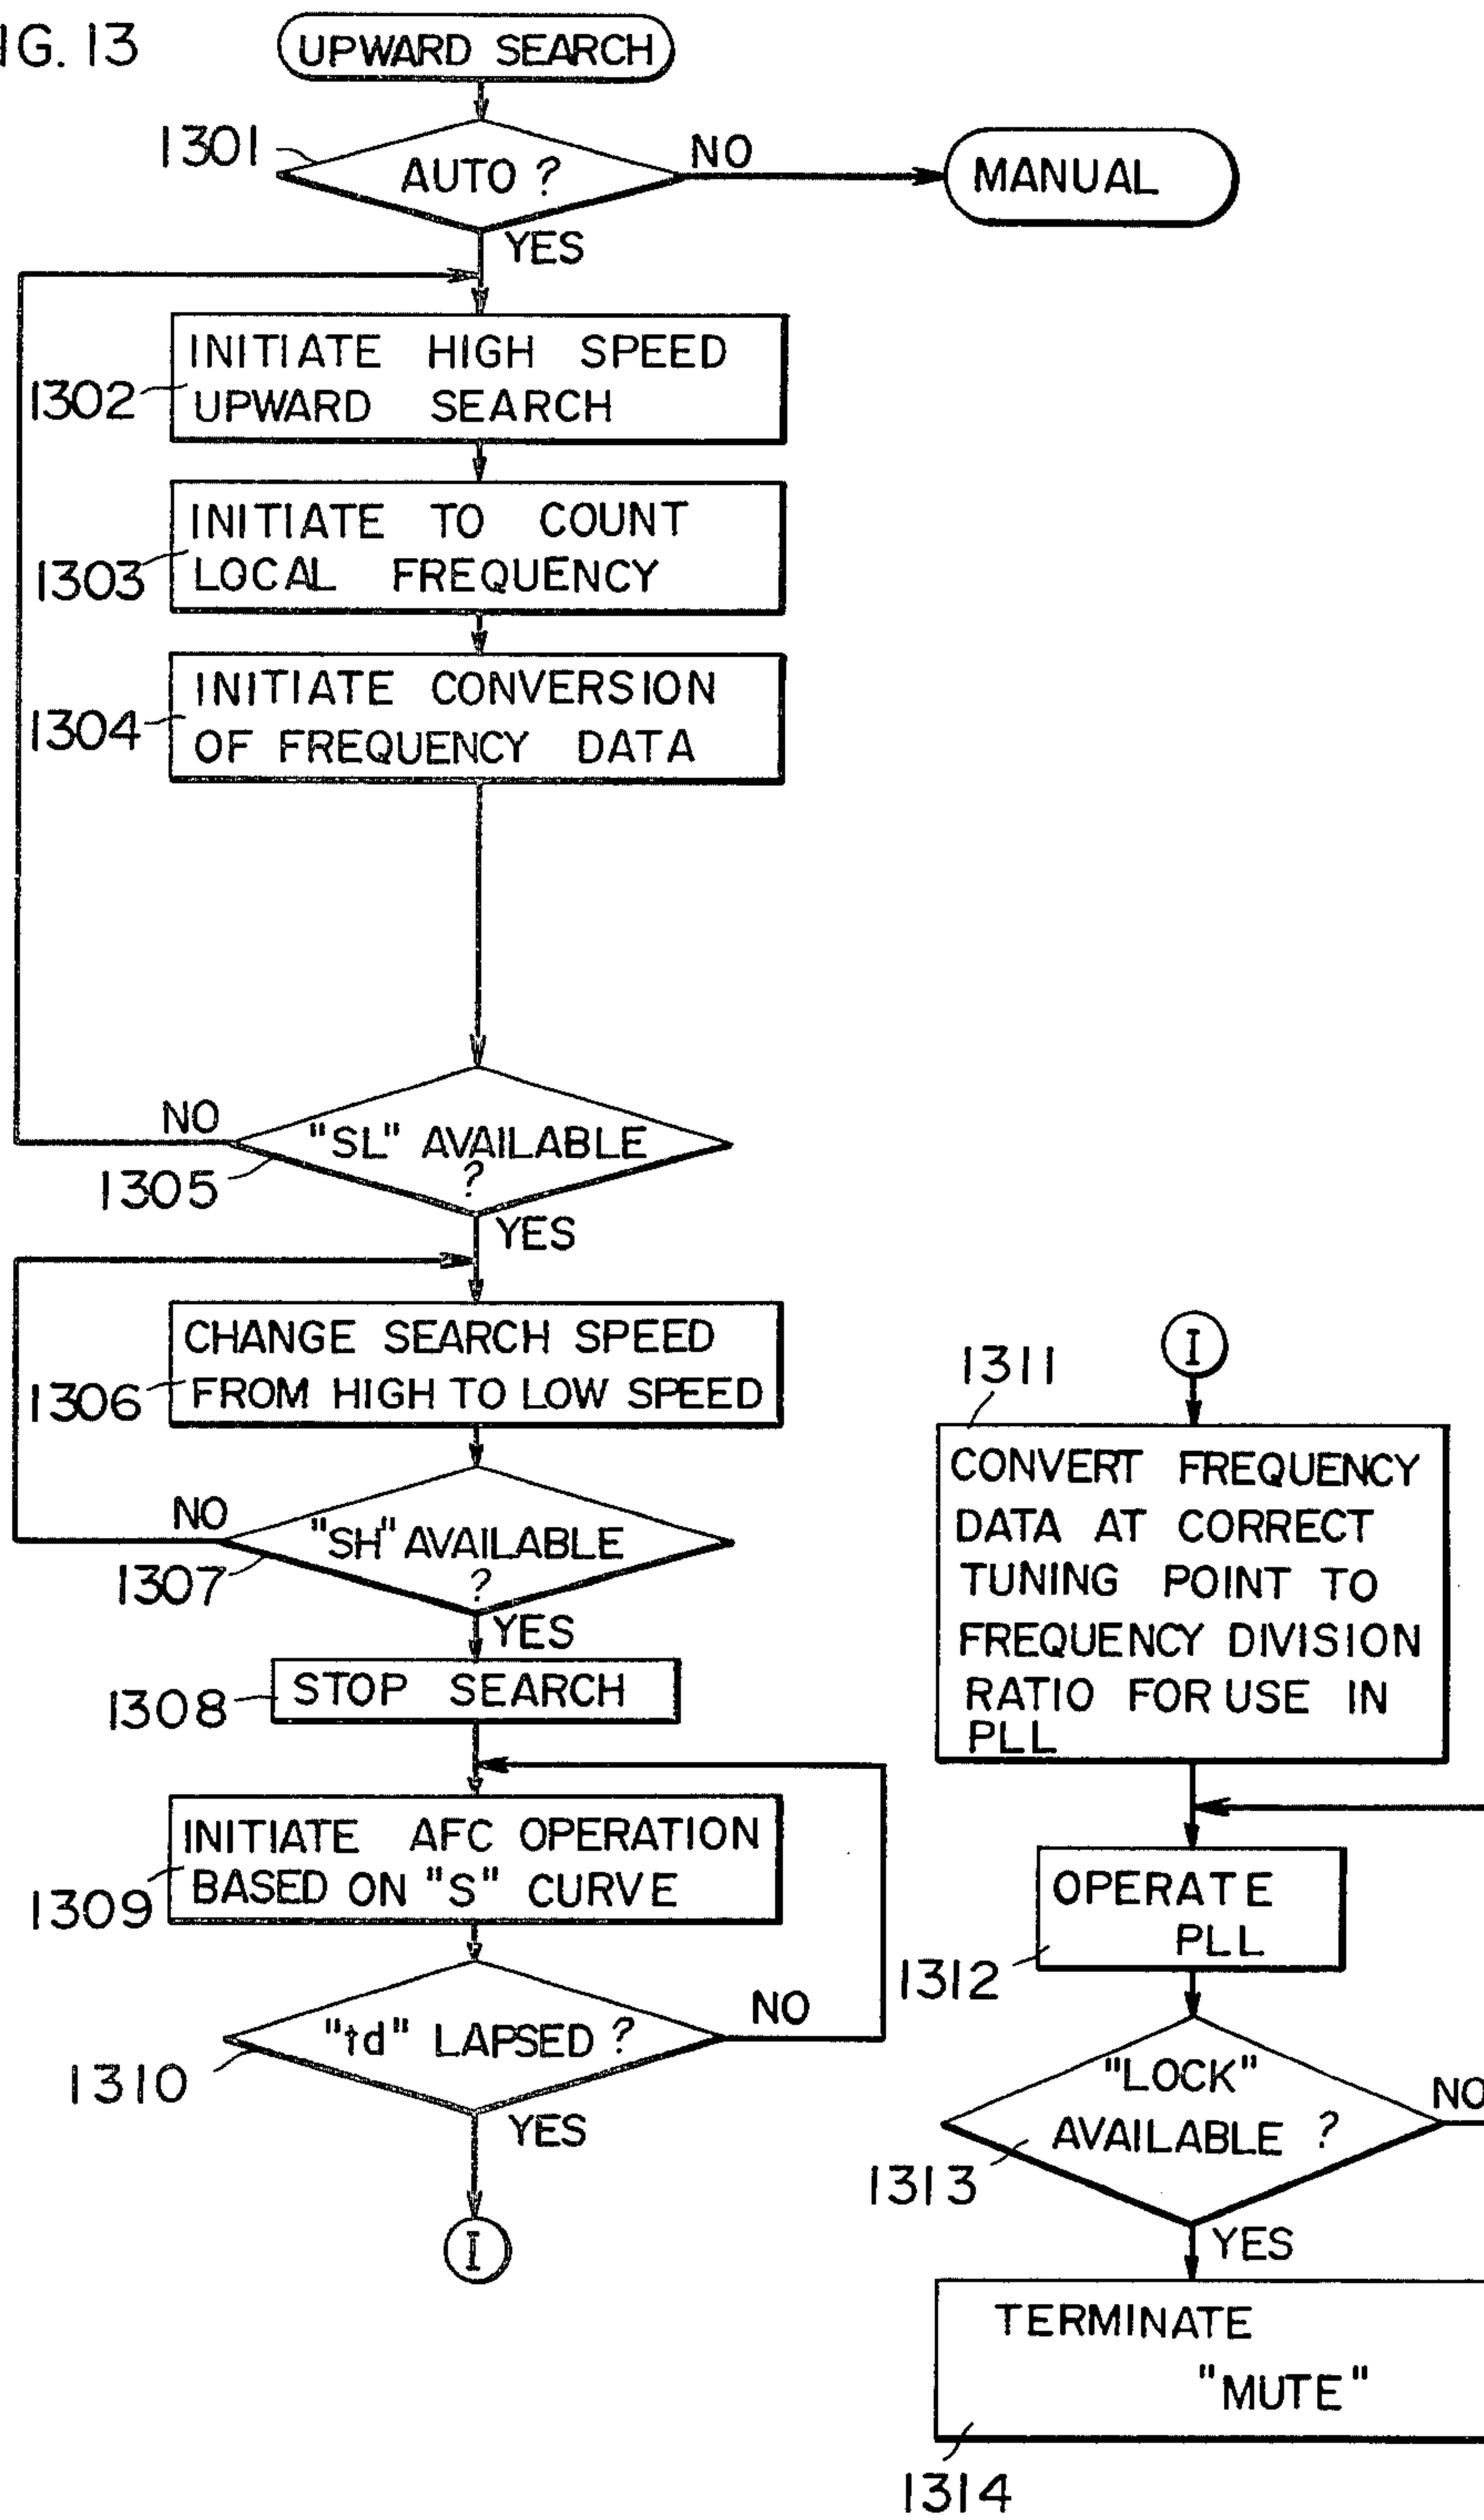 IG. 13
UPWARD SEARCH
1301
AUTO ?
NO
MANUAL
YES
INITIATE HIGH SPEED
UPWARD SEARCH
1302
INITIATE TO COUNT
LOCAL FREQUENCY
1303
INITIATE CONVERSION
OF FREQUENCY DATA
1304
NO
"SL" AVAILABLE
?
1305
YES
CHANGE SEARCH SPEED
FROM HIGH TO LOW SPEED
1306
NO
"SH" AVAILABLE
?
1307
YES
STOP SEARCH
1308
INITIATE AFC OPERATION
BASED ON "S" CURVE
1309
"td" LAPSED ?
NO
1310
YES
I
I
1311
CONVERT FREQUENCY
DATA AT CORRECT
TUNING POINT TO
FREQUENCY DIVISION
RATIO FOR USE IN
PLL
OPERATE
PLL
1312
"LOCK"
AVAILABLE ?
NO
1313
YES
TERMINATE
"MUTE"
1314